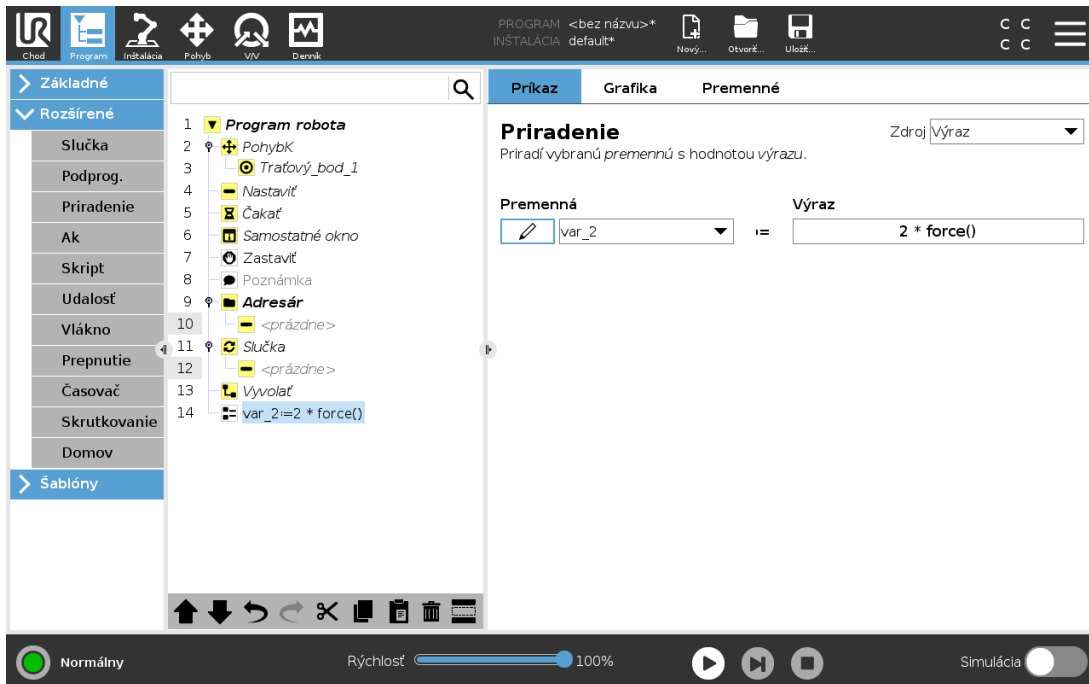 UR
PROGRAM <bez názvu>*
INŠTALÁCIA default*
Chod Program Inštalácia Pohyb V/V Denník
Nový... Otvoriť... Uložiť...
C C
C C
Základné
Rozšírené
Slučka
Podprog.
Priradenie
Ak
Skript
Udalosť
Vlákno
Prepnutie
Časovač
Skrutkovanie
Domov
Šablóny
1 Program robota
2 PohybK
3 Traťový_bod_1
4 Nastaviť
5 Čakať
6 Samostatné okno
7 Zastaviť
8 Poznámka
9 Adresár
10 <prázdne>
11 Slučka
12 <prázdne>
13 Vyvolať
14 var_2:=2 * force()
Príkaz Grafika Premenné
Priradenie
Zdroj Výraz
Priradí vybranú premennú s hodnotou výrazu.
Premenná Výraz
var_2 := 2 * force()
Normálny
Rýchlosť 100%
Simulácia